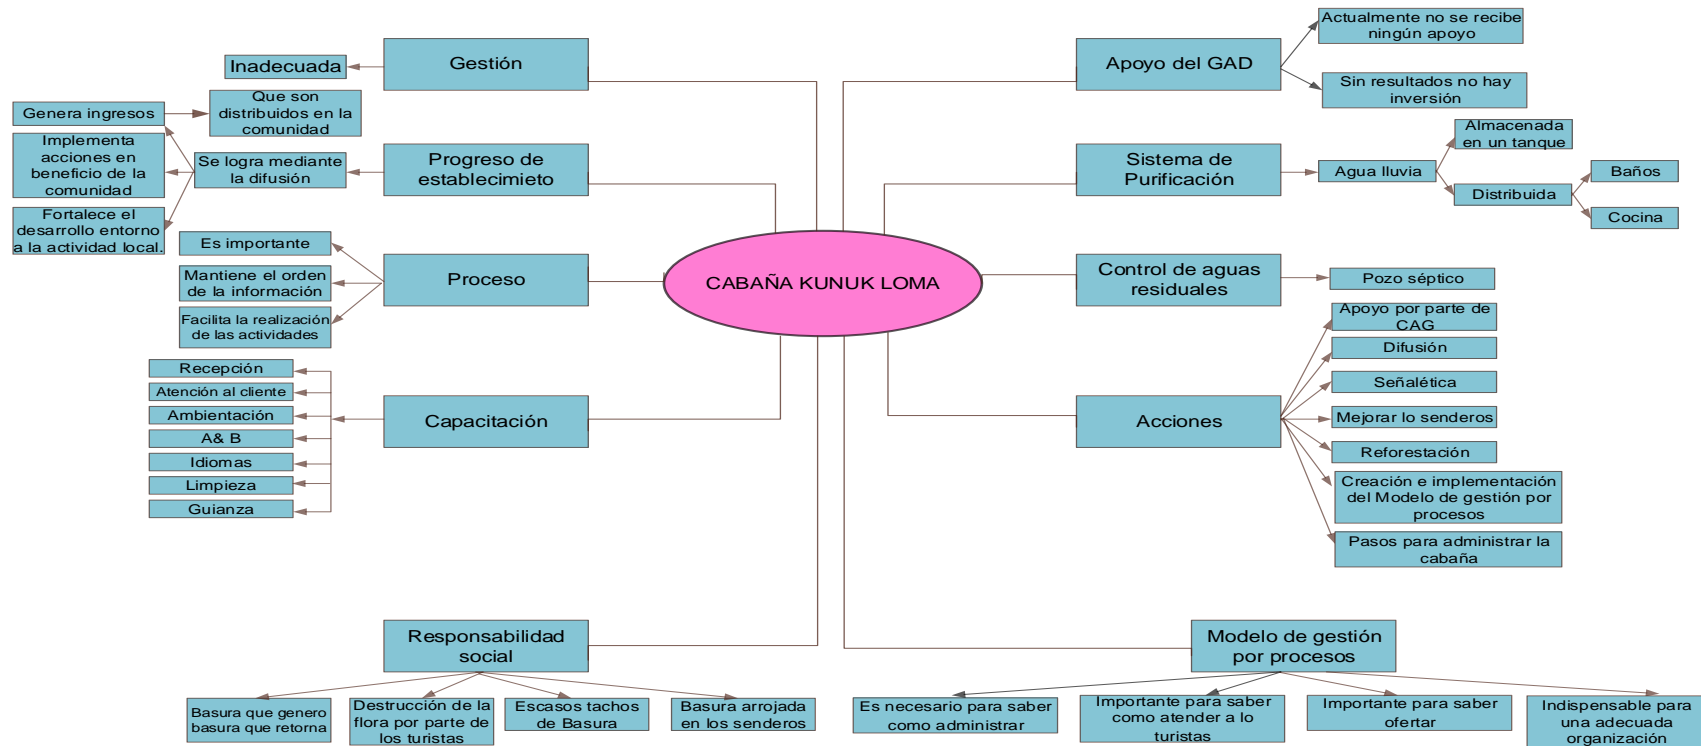 CABAÑA KUNUK LOMA
Gestión
Inadecuada
Progreso de
establecimieto
Se logra mediante
la difusión
Genera ingresos
Que son
distribuidos en la
comunidad
Implementa
acciones en
beneficio de la
comunidad
Fortalece el
desarrollo entorno
a la actividad local.
Proceso
Es importante
Mantiene el orden
de la información
Facilita la realización
de las actividades
Capacitación
Recepción
Atención al cliente
Ambientación
A& B
Idiomas
Limpieza
Guianza
Responsabilidad
social
Basura que genero
basura que retorna
Destrucción de la
flora por parte de
los turistas
Escasos tachos
de Basura
Basura arrojada
en los senderos
Apoyo del GAD
Actualmente no se recibe
ningún apoyo
Sin resultados no hay
inversión
Sistema de
Purificación
Agua lluvia
Almacenada
en un tanque
Distribuida
Baños
Cocina
Control de aguas
residuales
Pozo séptico
Acciones
Apoyo por parte de
CAG
Difusión
Señalética
Mejorar lo senderos
Reforestación
Creación e implementación
del Modelo de gestión por
procesos
Pasos para administrar la
cabaña
Modelo de gestión
por procesos
Es necesario para saber
como administrar
Importante para saber
como atender a lo
turistas
Importante para saber
ofertar
Indispensable para
una adecuada
organización